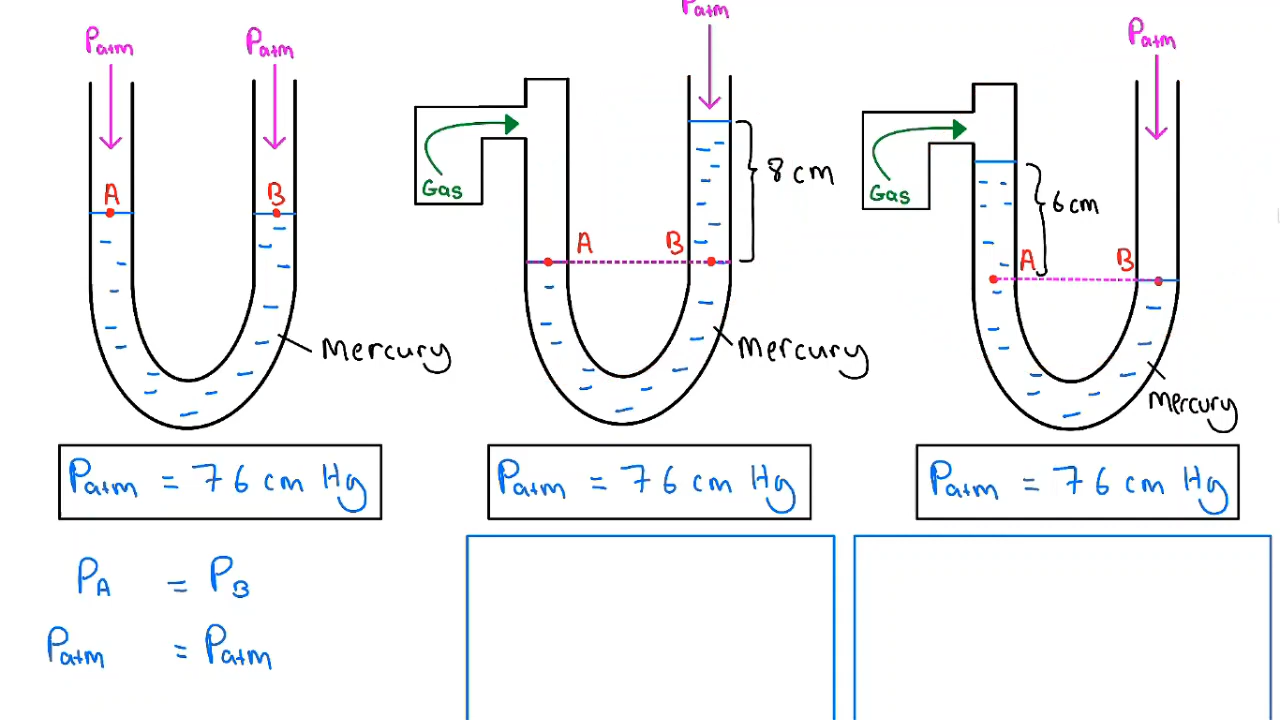 Patm
Patm
A
B
Mercury
Patm = 76 cm Hg
PA = PB
Patm = Patm
Patm
Gas
8 cm
A
B
Mercury
Patm = 76 cm Hg
Patm
Gas
6 cm
A
B
Mercury
Patm = 76 cm Hg